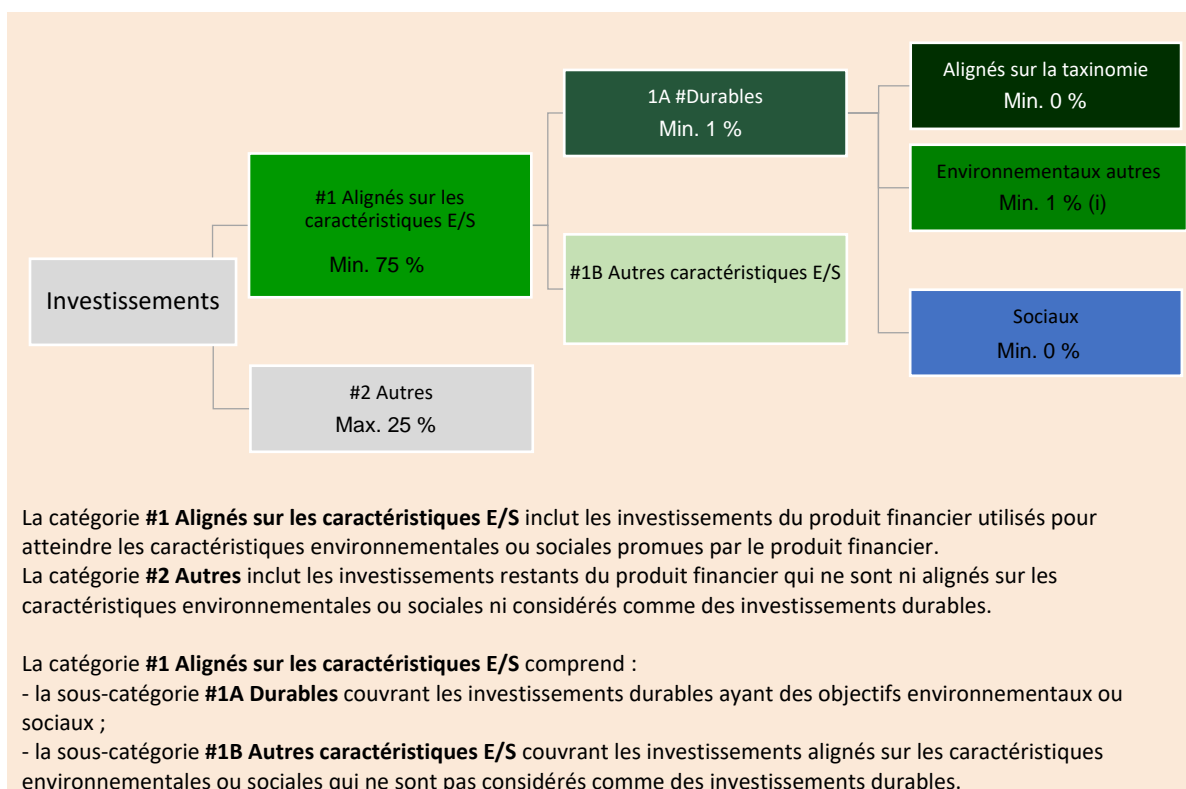 Investissements
#1 Alignés sur les
caractéristiques E/S
Min. 75 %
#2 Autres
Max. 25 %
1A #Durables
Min. 1 %
#1B Autres caractéristiques E/S
Alignés sur la taxinomie
Min. 0 %
Environnementaux autres
Min. 1 % (i)
Sociaux
Min. 0 %
La catégorie #1 Alignés sur les caractéristiques E/S inclut les investissements du produit financier utilisés pour
atteindre les caractéristiques environnementales ou sociales promues par le produit financier.
La catégorie #2 Autres inclut les investissements restants du produit financier qui ne sont ni alignés sur les
caractéristiques environnementales ou sociales ni considérés comme des investissements durables.
La catégorie #1 Alignés sur les caractéristiques E/S comprend :
- la sous-catégorie #1A Durables couvrant les investissements durables ayant des objectifs environnementaux ou
sociaux ;
- la sous-catégorie #1B Autres caractéristiques E/S couvrant les investissements alignés sur les caractéristiques
environnementales ou sociales qui ne sont pas considérés comme des investissements durables.